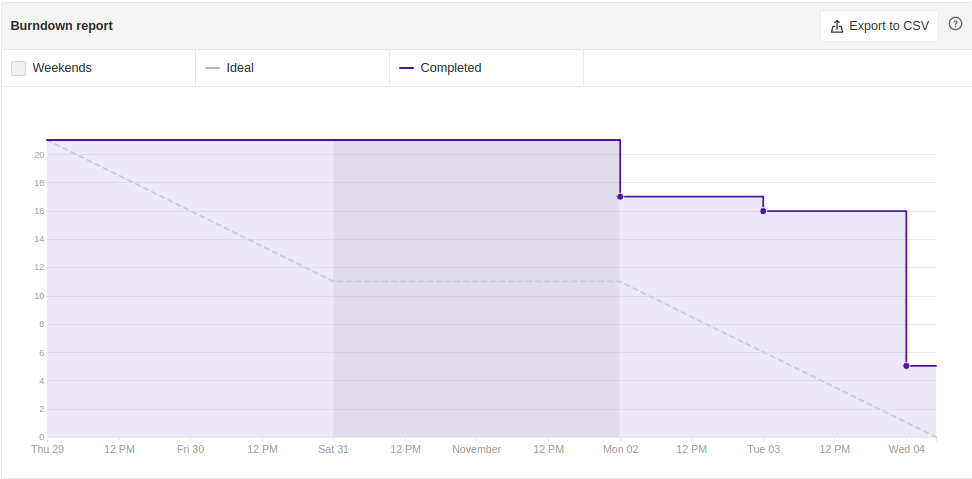 Burndown report
Export to CSV
?
Weekends
Ideal
Completed
20
18
16
14
12
10
8
6
4
2
0
Thu 29 12 PM Fri 30 12 PM Sat 31 12 PM November 12 PM Mon 02 12 PM Tue 03 12 PM Wed 04